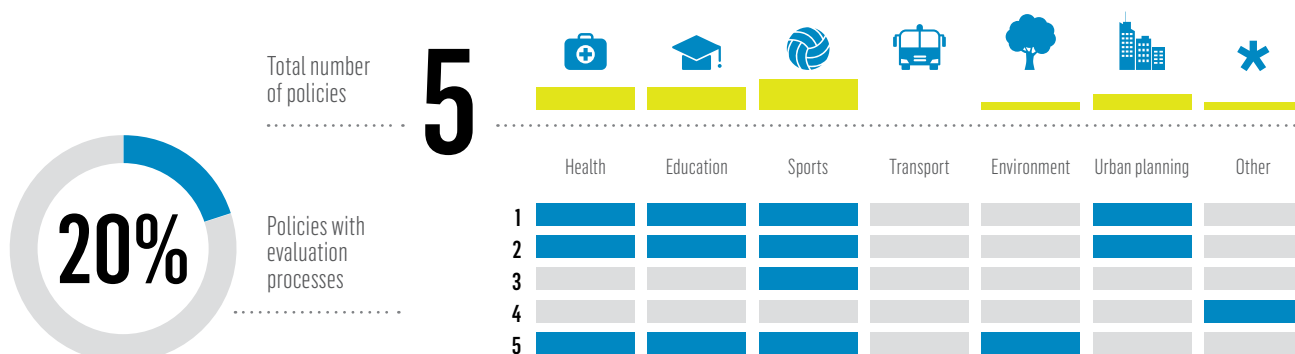 Total number
of policies
5
Health
Education
Sports
Transport
Environment
Urban planning
Other
20%
Policies with
evaluation
processes
1
2
3
4
5